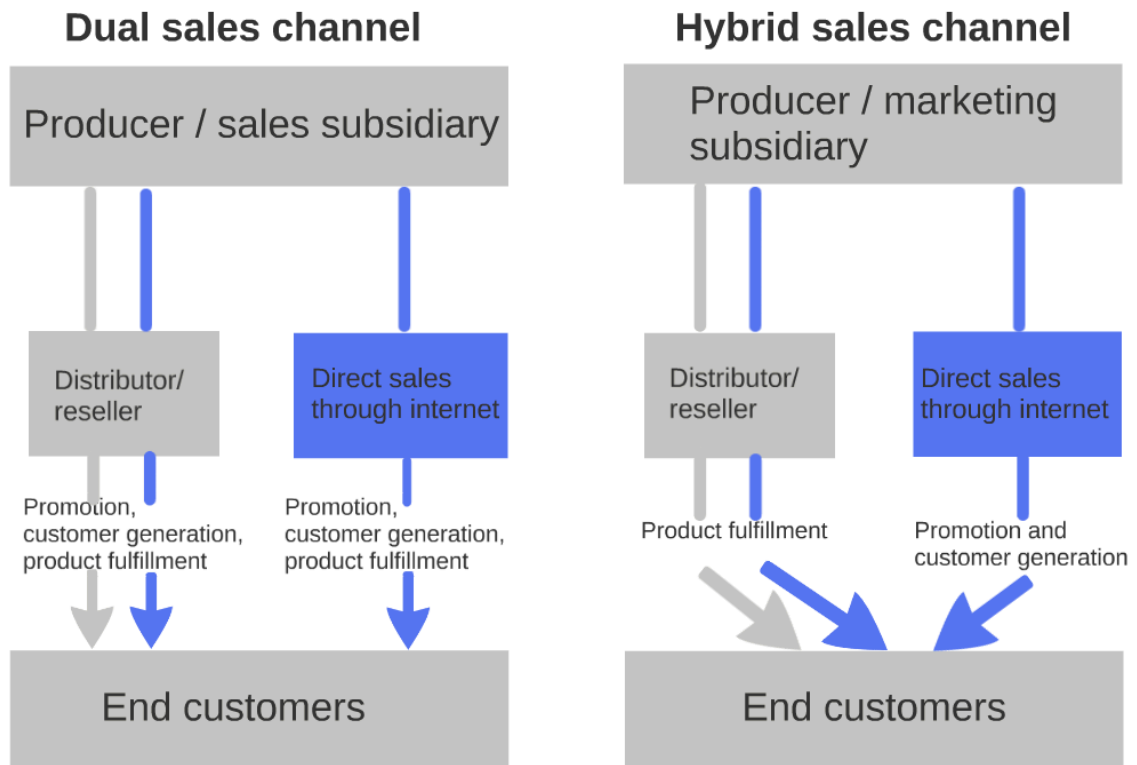 Dual sales channel
Producer / sales subsidiary
Distributor/
reseller
Direct sales
through internet
Promotion,
customer generation,
product fulfillment
Promotion,
customer generation,
product fulfillment
End customers
Hybrid sales channel
Producer / marketing
subsidiary
Distributor/
reseller
Direct sales
through internet
Product fulfillment
Promotion and
customer generation
End customers